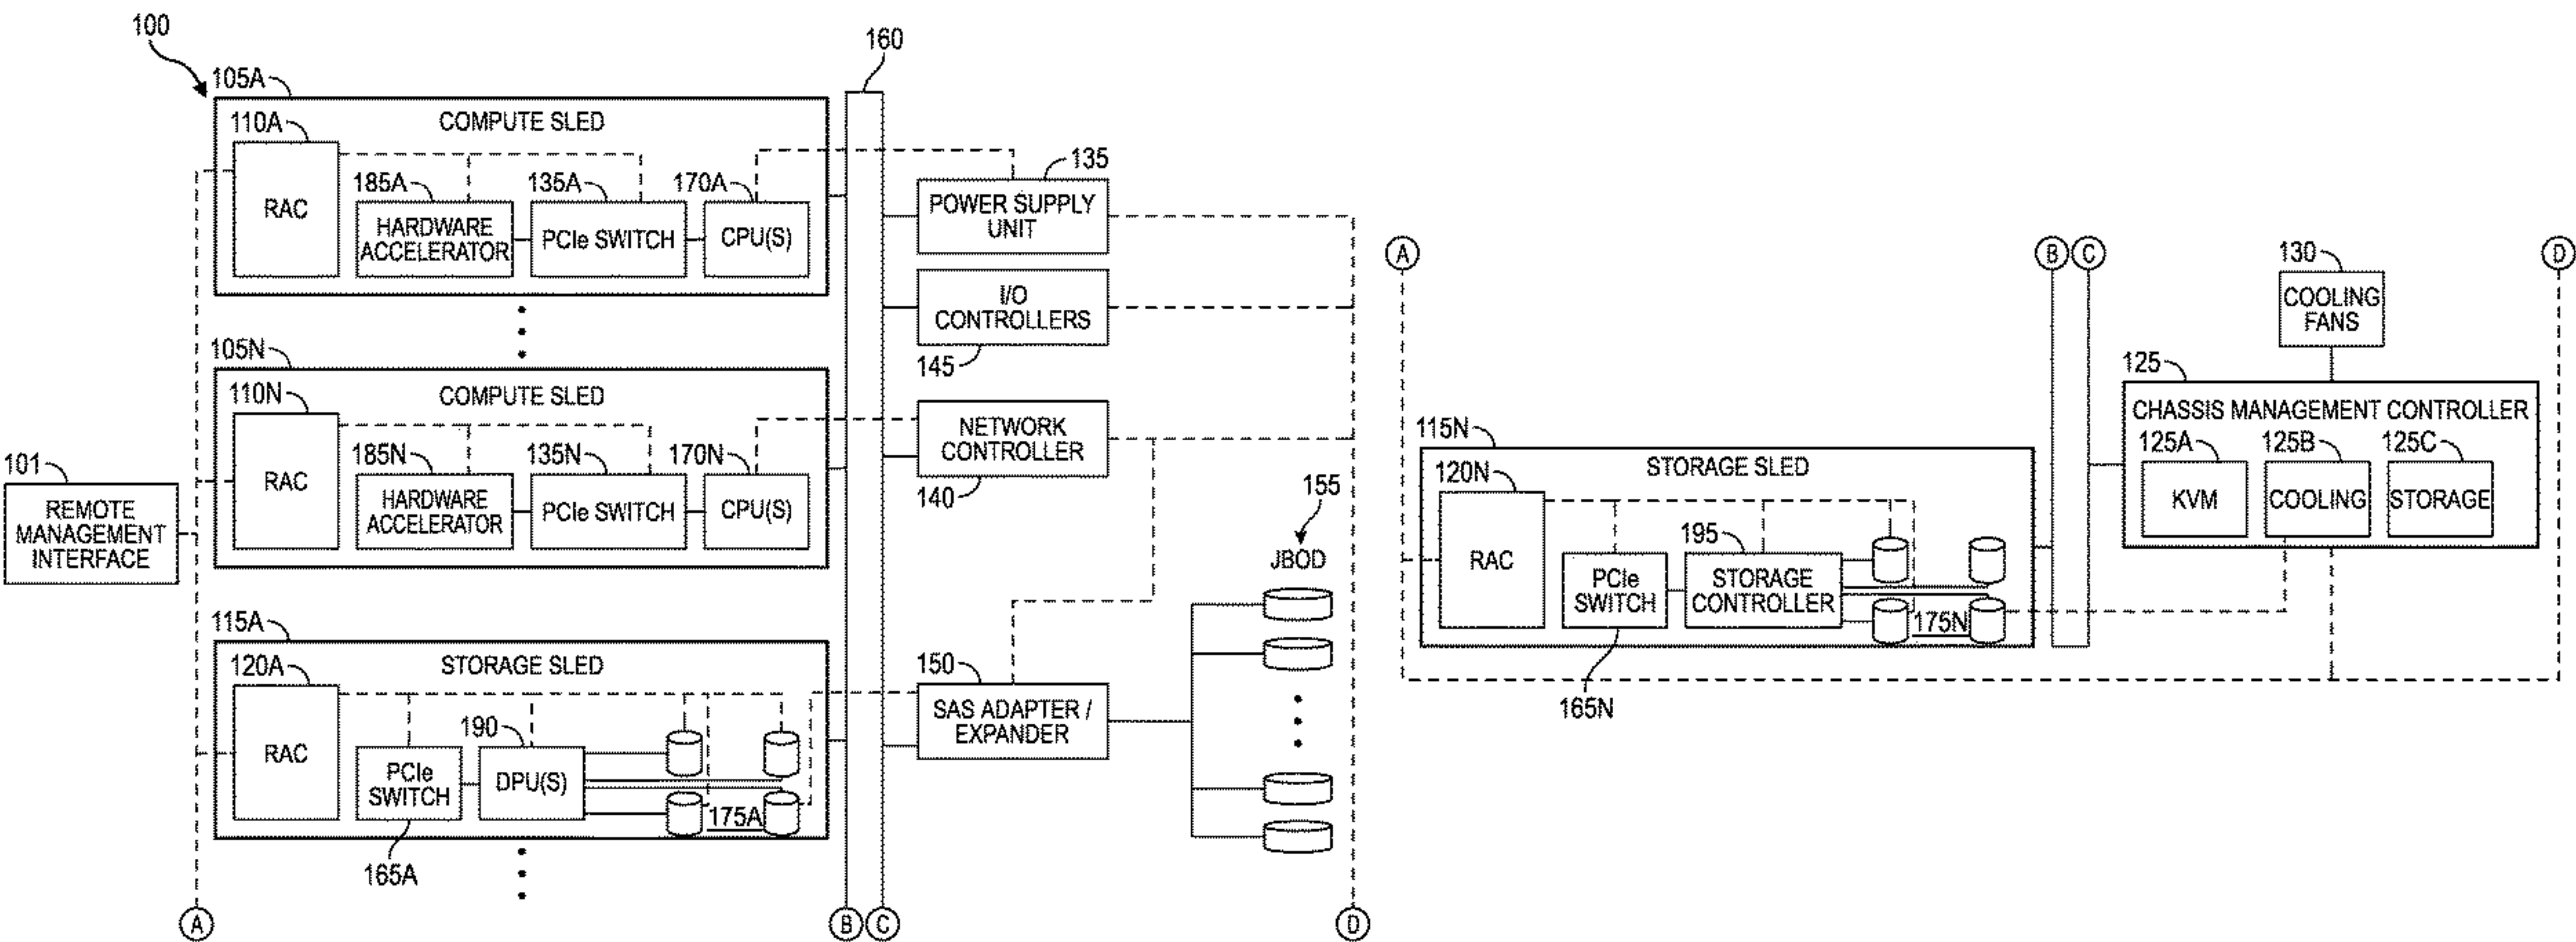 100
105A
COMPUTE SLED
110A
RAC
185A
HARDWARE
ACCELERATOR
135A
PCIe SWITCH
170A
CPU(S)
105N
COMPUTE SLED
110N
RAC
185N
HARDWARE
ACCELERATOR
135N
PCIe SWITCH
170N
CPU(S)
101
REMOTE
MANAGEMENT
INTERFACE
115A
STORAGE SLED
120A
RAC
PCIe
SWITCH
165A
190
DPU(S)
175A
160
135
POWER SUPPLY
UNIT
I/O
CONTROLLERS
145
NETWORK
CONTROLLER
140
150
SAS ADAPTER /
EXPANDER
155
JBOD
A
B
C
D
A
B
C
D
115N
STORAGE SLED
120N
RAC
PCIe
SWITCH
165N
195
STORAGE
CONTROLLER
175N
130
COOLING
FANS
125
CHASSIS MANAGEMENT CONTROLLER
125A
KVM
125B
COOLING
125C
STORAGE